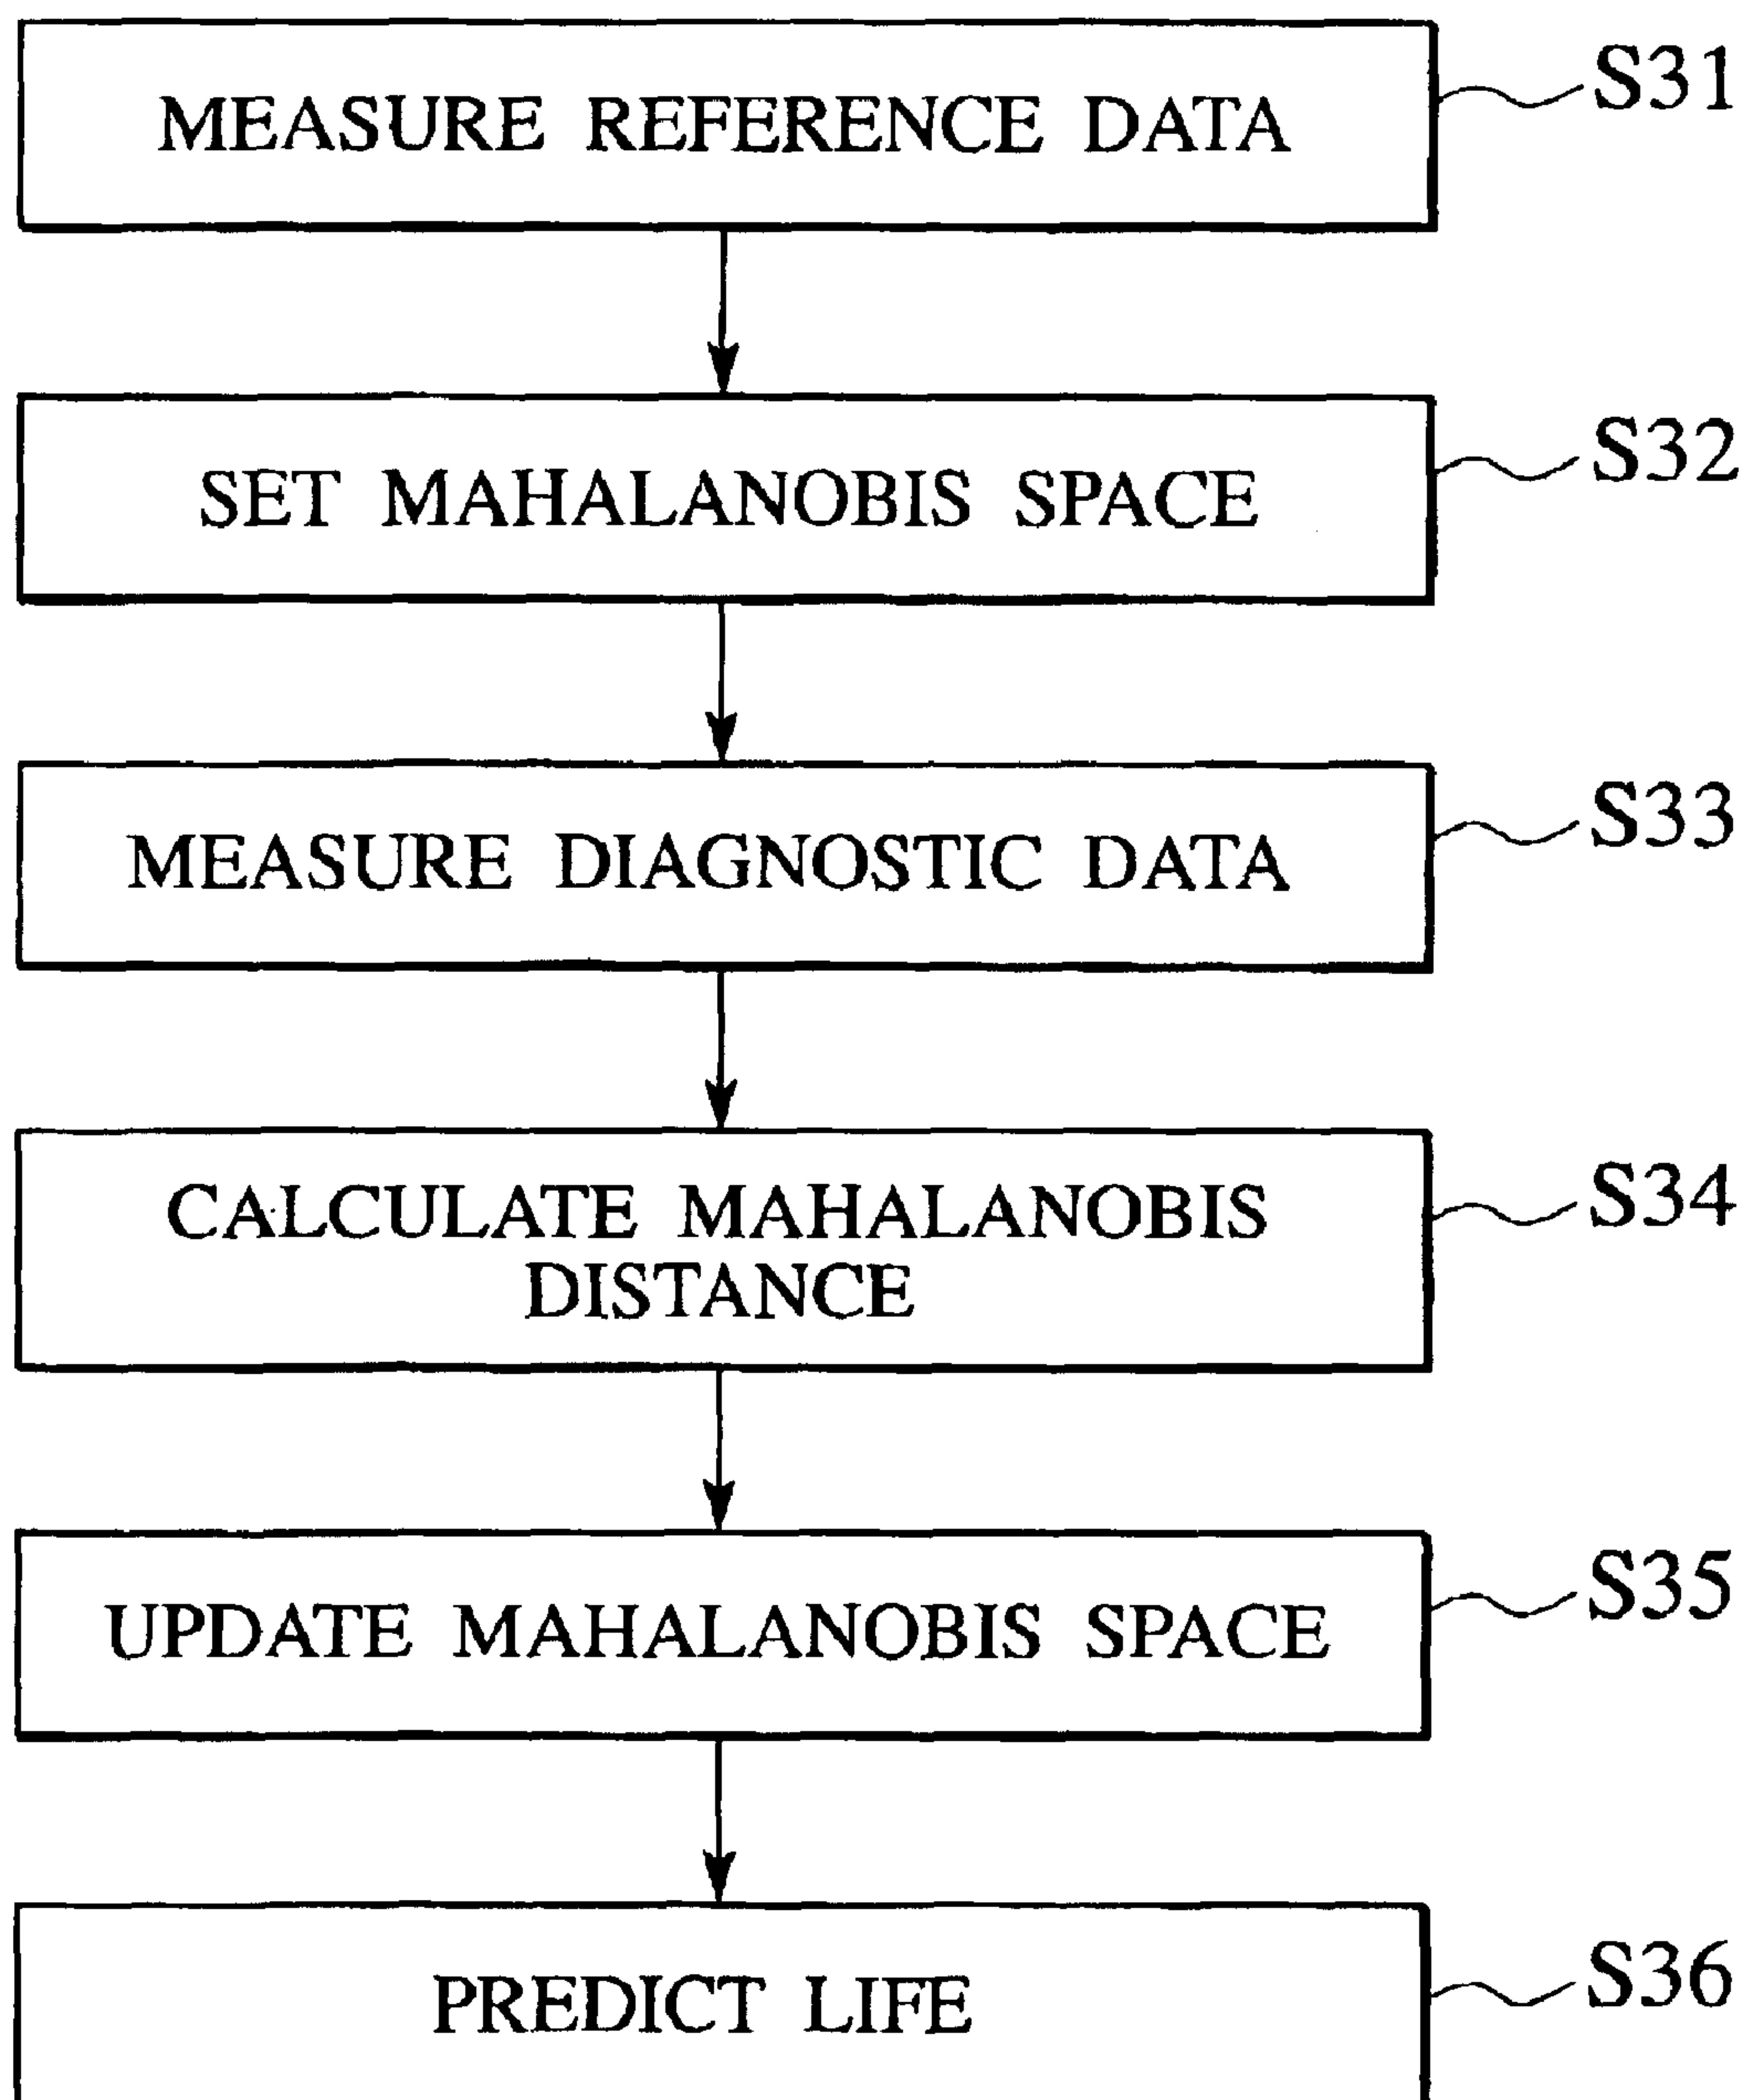 MEASURE REFERENCE DATA
S31
SET MAHALANOBIS SPACE
S32
MEASURE DIAGNOSTIC DATA
S33
CALCULATE MAHALANOBIS
DISTANCE
S34
UPDATE MAHALANOBIS SPACE
S35
PREDICT LIFE
S36